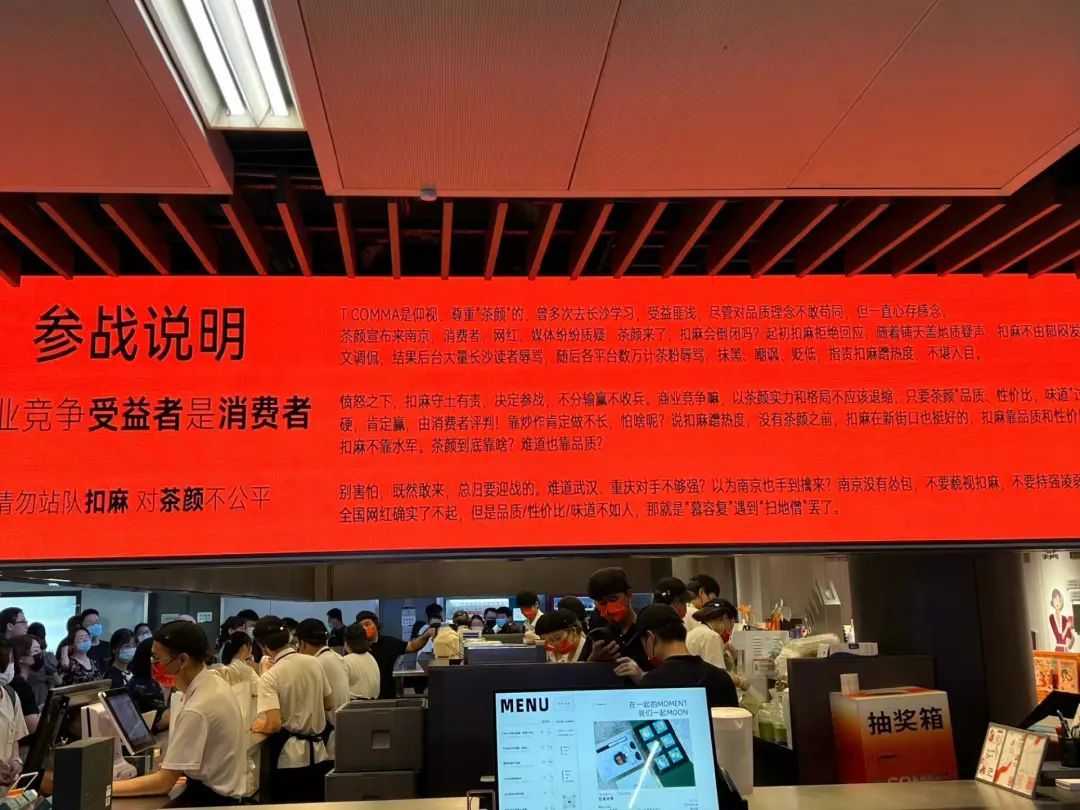 参战说明
业竞争受益者是消费者
请勿站队扣麻 对茶颜不公平
T COMMA是仰视、尊重"茶颜"的，曾多次去长沙学习，受益匪浅，尽管对品质理念不敢苟同，但一直心存感念，
茶颜宣布来南京，消费者、网红、媒体纷纷质疑，茶颜来了，扣麻会倒闭吗？起初扣麻拒绝回应，随着铺天盖地质疑声，扣麻不由郁闷发
文调侃，结果后台大量长沙读者辱骂，随后各平台数万计茶粉辱骂、抹黑、嘲讽、贬低，指责扣麻蹭热度，不堪入目。
愤怒之下，扣麻守土有责，决定参战，不分输赢不收兵。商业竞争嘛，以茶颜实力和格局不应该退缩，只要茶颜"品质、性价比、味道"过
硬，肯定赢，由消费者评判！靠炒作肯定做不长，怕啥呢？说扣麻蹭热度，没有茶颜之前，扣麻在新街口也挺好的，扣麻靠品质和性价
扣麻不靠水军。茶颜到底靠啥？难道也靠品质？
别害怕，既然敢来，总归要迎战的。难道武汉、重庆对手不够强？以为南京也手到擒来？南京没有怂包，不要藐视扣麻，不要持强凌弱
全国网红确实了不起，但是品质/性价比/味道不如人，那就是"慕容复"遇到"扫地僧"罢了。
MENU
在一起的MOMENT
我们一起MOON
抽奖箱